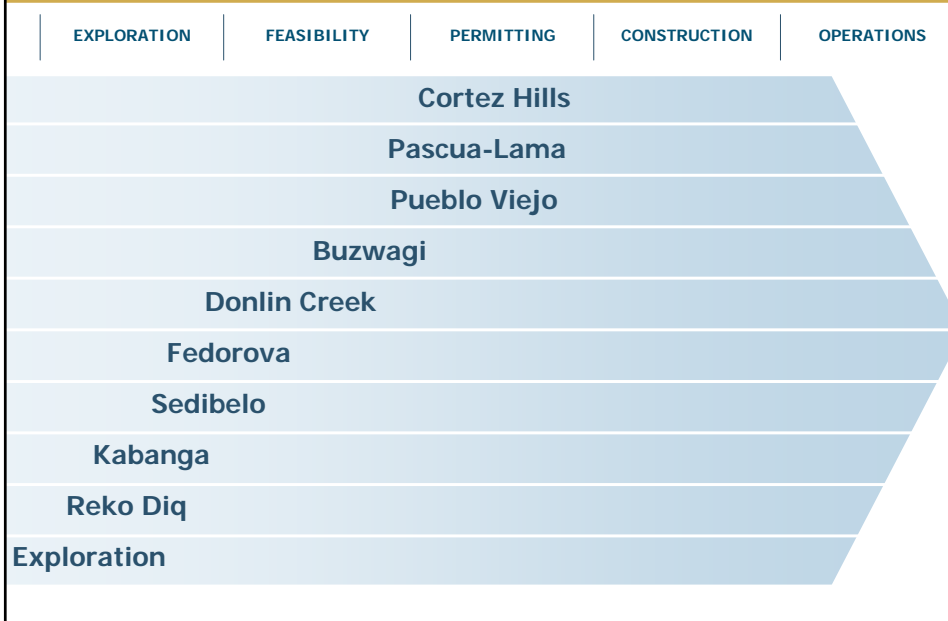 EXPLORATION FEASIBILITY PERMITTING CONSTRUCTION OPERATIONS
Cortez Hills
Pascua-Lama
Pueblo Viejo
Buzwagi
Donlin Creek
Fedorova
Sedibelo
Kabanga
Reko Diq
Exploration